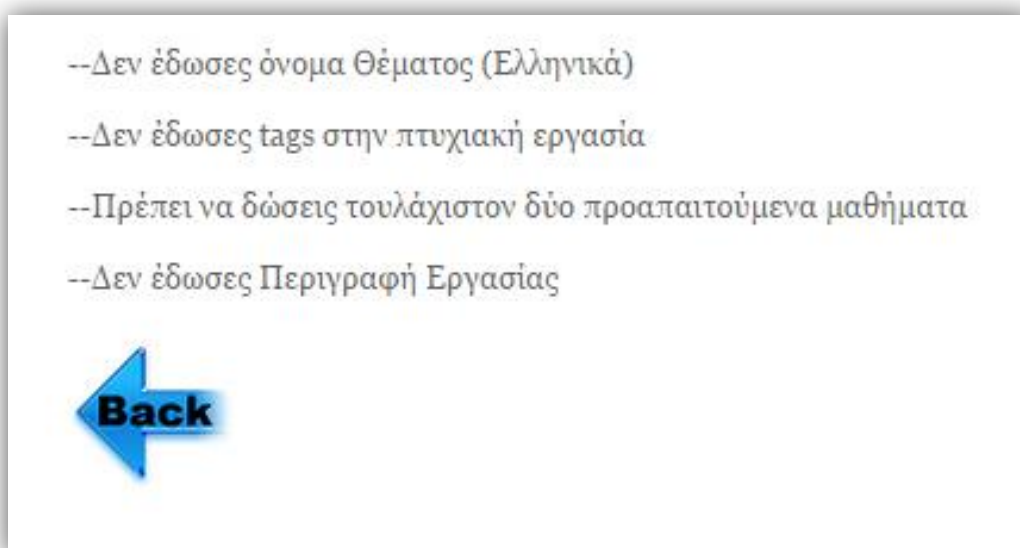 --Δεν έδωσες όνομα Θέματος (Ελληνικά)
--Δεν έδωσες tags στην πτυχιακή εργασία
--Πρέπει να δώσεις τουλάχιστον δύο προαπαιτούμενα μαθήματα
--Δεν έδωσες Περιγραφή Εργασίας
Back